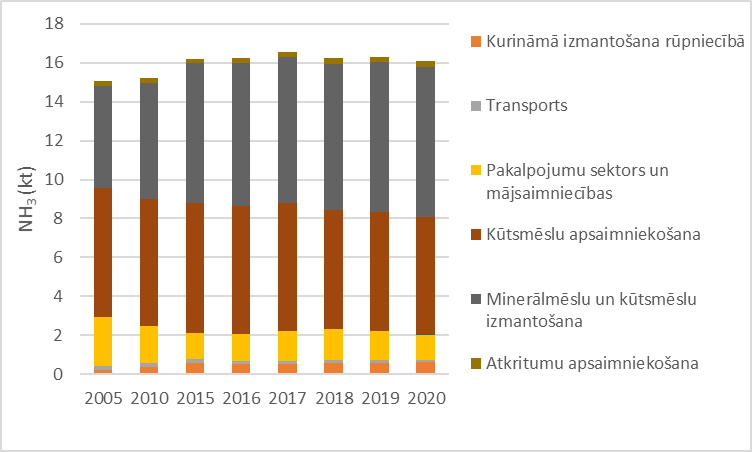 18
16
14
12
10
8
6
4
2
0
NH3 (kt)
2005 2010 2015 2016 2017 2018 2019 2020
Kurināmā izmantošana rūpniecībā
Transports
Pakalpojumu sektors un
mājsaimniecības
Kūtsmēslu apsaimniekošana
Minerālmēslu un kūtsmēslu
izmantošana
Atkritumu apsaimniekošana